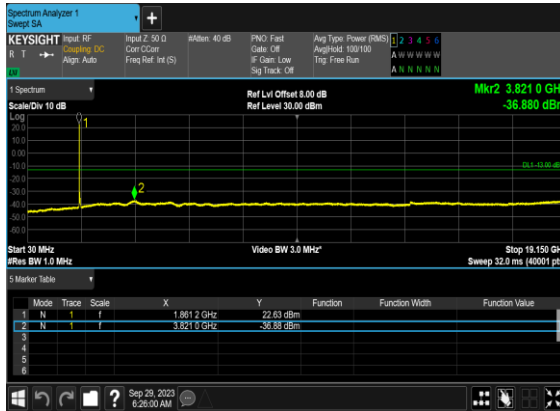 Spectrum Analyzer 1
Swept SA
+
KEYSIGHT
R T
Input: RF
Coupling: DC
Align: Auto
Input Z: 50 Ω
Corr CCorr
Freq Ref: Int (S)
#Atten: 40 dB
PNO: Fast
Gate: Off
IF Gain: Low
Sig Track: Off
Avg Type: Power (RMS)
Avg|Hold: 100/100
Trig: Free Run
1 2 3 4 5 6
A W W W W W
A N N N N N
1 Spectrum
Scale/Div 10 dB
Ref Lvl Offset 8.00 dB
Ref Level 30.00 dBm
Mkr2 3.821 0 GH
-36.880 dBm
Log
20.0
10.0
0.00
-10.0
-20.0
-30.0
-40.0
-50.0
-60.0
1
2
DL1 -13.00 dB
Start 30 MHz
#Res BW 1.0 MHz
Video BW 3.0 MHz*
Stop 19.150 GH
Sweep 32.0 ms (40001 pt
5 Marker Table
Mode Trace Scale X Y Function Function Width Function Value
1 N 1 f 1.861 2 GHz 22.63 dBm
2 N 1 f 3.821 0 GHz -36.88 dBm
3
4
5
6
?
Sep 29, 2023
6:26:00 AM